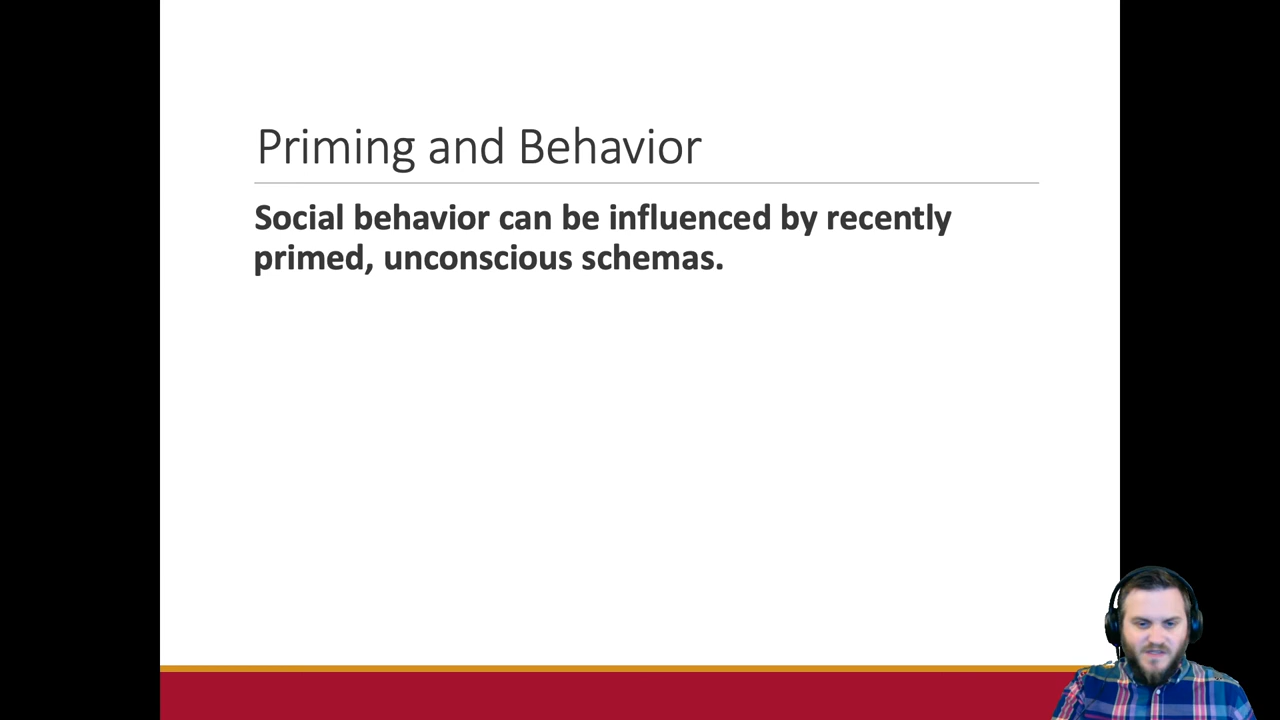 Priming and Behavior
Social behavior can be influenced by recently
primed, unconscious schemas.